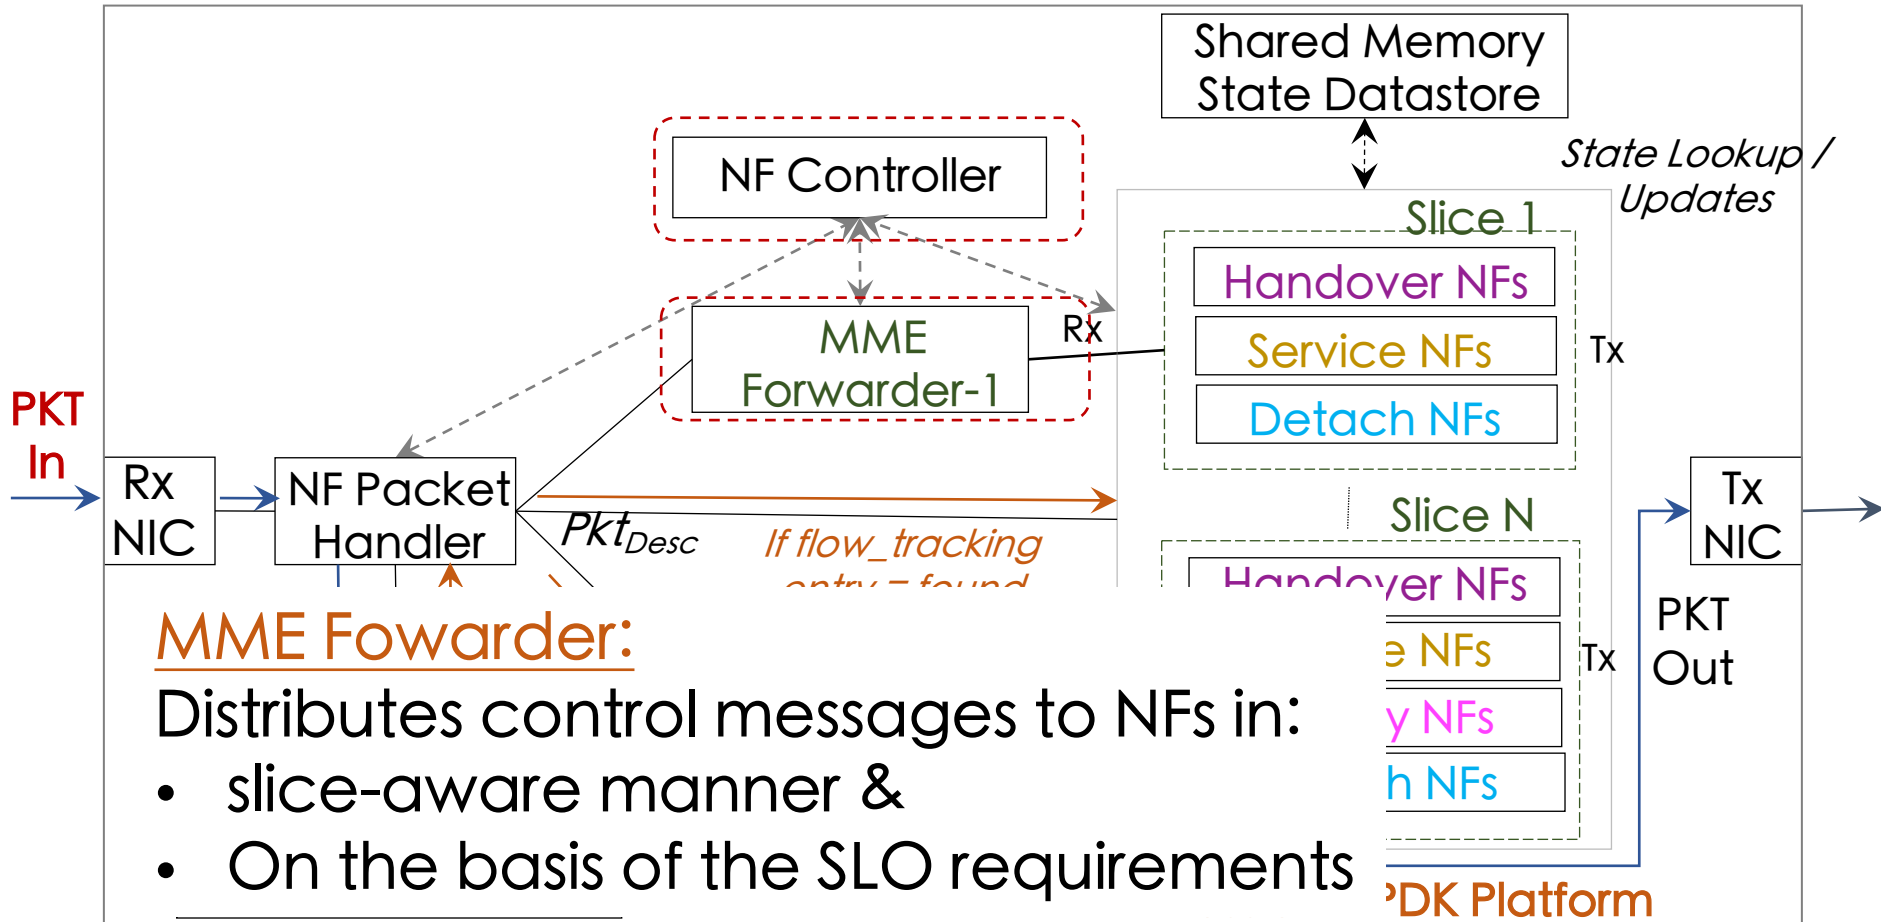 Shared Memory
State Datastore
NF Controller
State Lookup /
Updates
Slice 1
Handover NFs
MME
Forwarder-1
Rx
Service NFs
Tx
Detach NFs
PKT
In
Rx
NIC
NF Packet
Handler
Pkt_Desc
If flow_tracking
entry = found
Slice N
Tx
NIC
Handover NFs
PKT
Out
NFs
Tx
NFs
NFs
MME Fowarder:
Distributes control messages to NFs in:
• slice-aware manner &
• On the basis of the SLO requirements
Platform